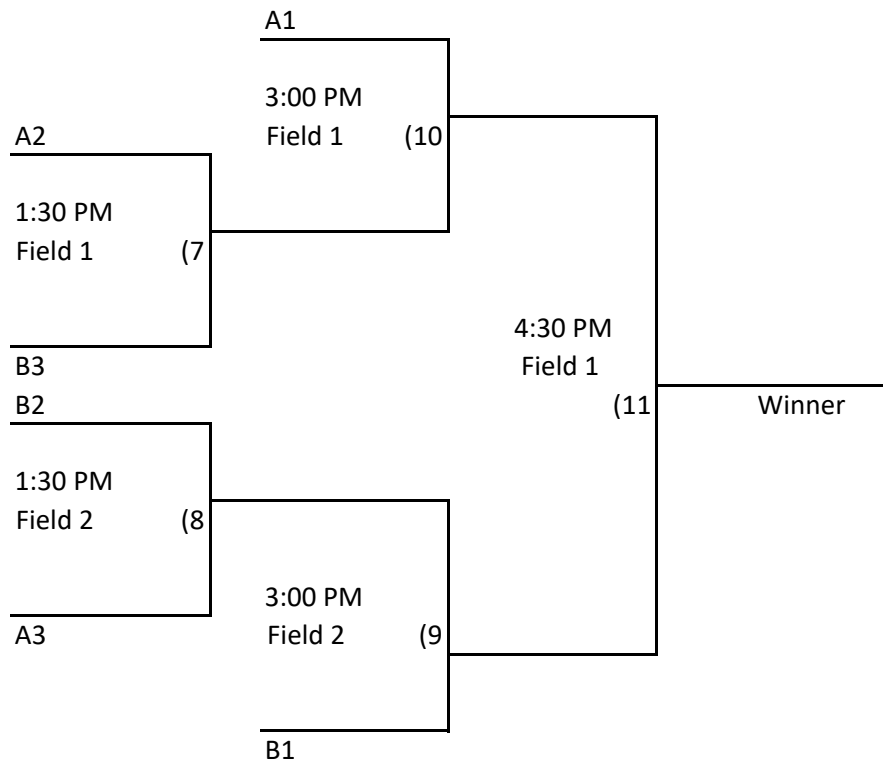 A1
3:00 PM
Field 1 (10
A2
1:30 PM
Field 1 (7
B3
4:30 PM
Field 1
(11 Winner
B2
1:30 PM
Field 2 (8
A3
3:00 PM
Field 2 (9
B1